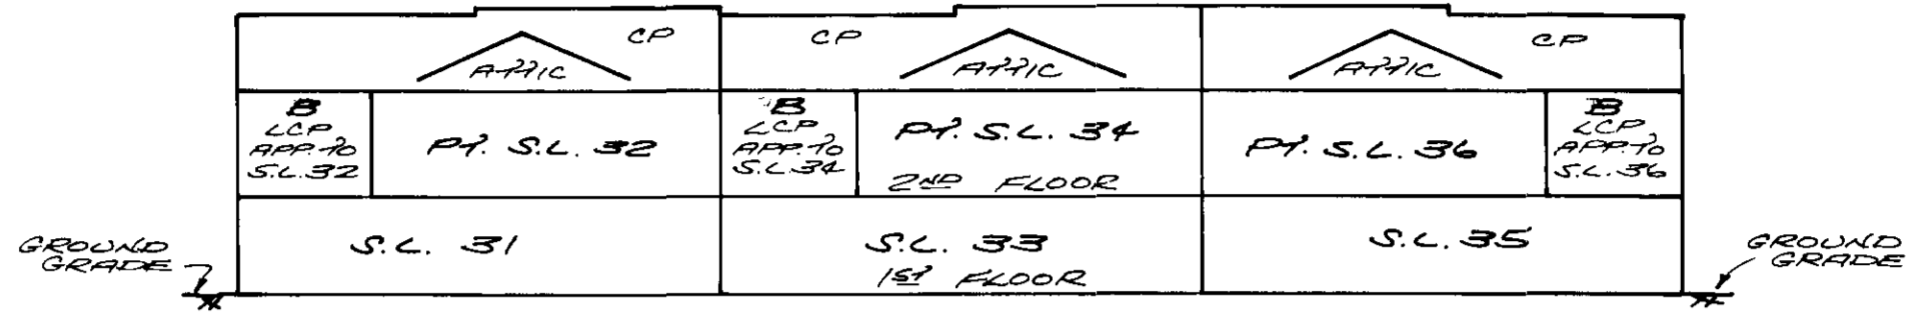 CP
ATTIC
CP
ATTIC
ATTIC
CP
B
LCP
APP. TO
S.L. 32
PT. S.L. 32
B
LCP
APP. TO
S.L. 34
PT. S.L. 34
2ND FLOOR
PT. S.L. 36
B
LCP
APP. TO
S.L. 36
GROUND
GRADE
S.L. 31
S.L. 33
1ST FLOOR
S.L. 35
GROUND
GRADE